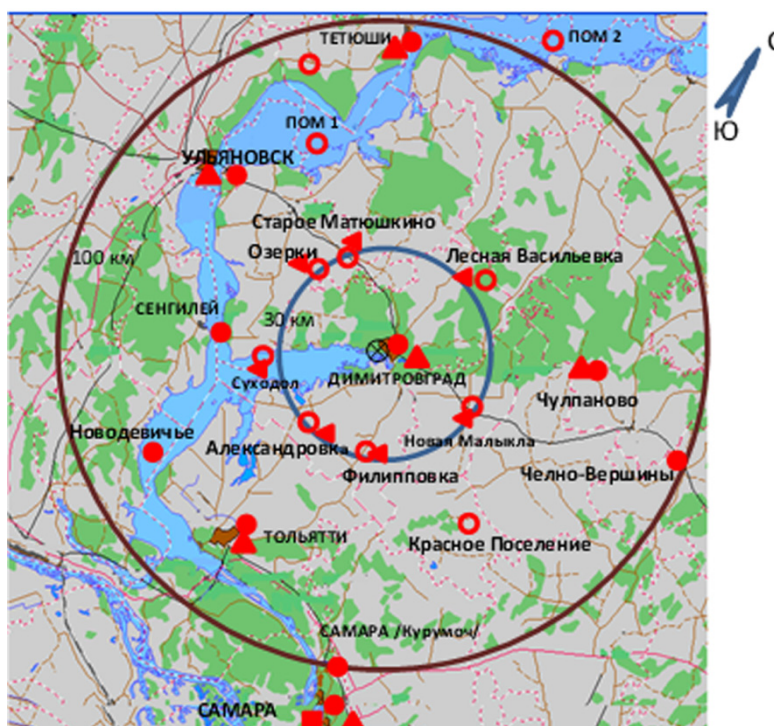 ТЕТЮШИ
ПОМ 2
С
Ю
ПОМ 1
УЛЬЯНОВСК
Старое Матюшкино
Озерки
Лесная Васильевка
100 км
СЕНГИЛЕЙ
30 км
Суходол
ДИМИТРОВГРАД
Чулпаново
Новодевичье
Александровка
Новая Малыкла
Филипповка
Челно-Вершины
ТОЛЬЯТТИ
Красное Поселение
САМАРА /Курумоч/
САМАРА